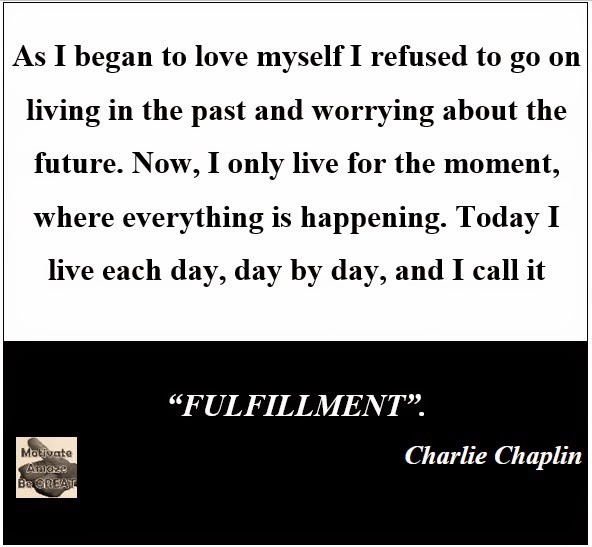 As I began to love myself I refused to go on
living in the past and worrying about the
future. Now, I only live for the moment,
where everything is happening. Today I
live each day, day by day, and I call it
“FULFILLMENT”.
Charlie Chaplin
Motivate
Amaze
Be GREAT